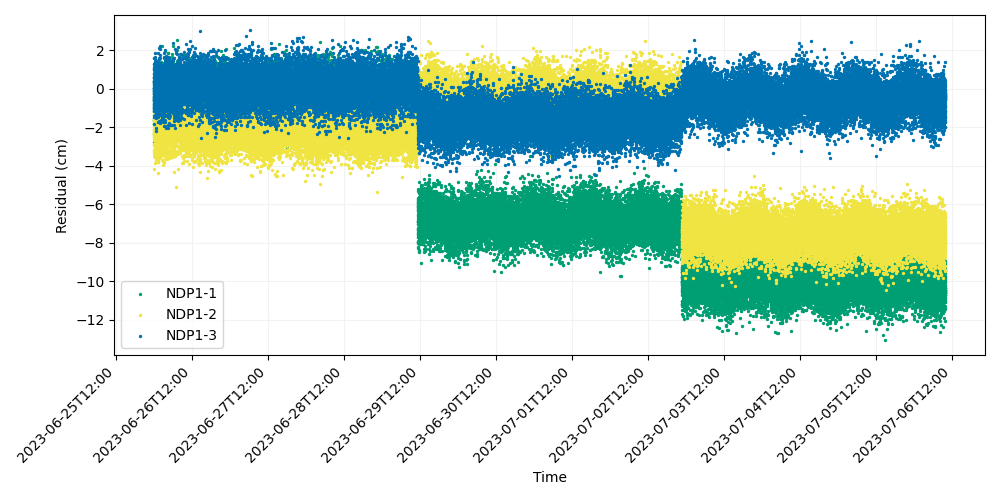 2
0
−2
−4
−6
−8
−10
−12
Residual (cm)
NDP1-1
NDP1-2
NDP1-3
2023-06-25T12:00
2023-06-26T12:00
2023-06-27T12:00
2023-06-28T12:00
2023-06-29T12:00
2023-06-30T12:00
2023-07-01T12:00
2023-07-02T12:00
2023-07-03T12:00
2023-07-04T12:00
2023-07-05T12:00
2023-07-06T12:00
Time